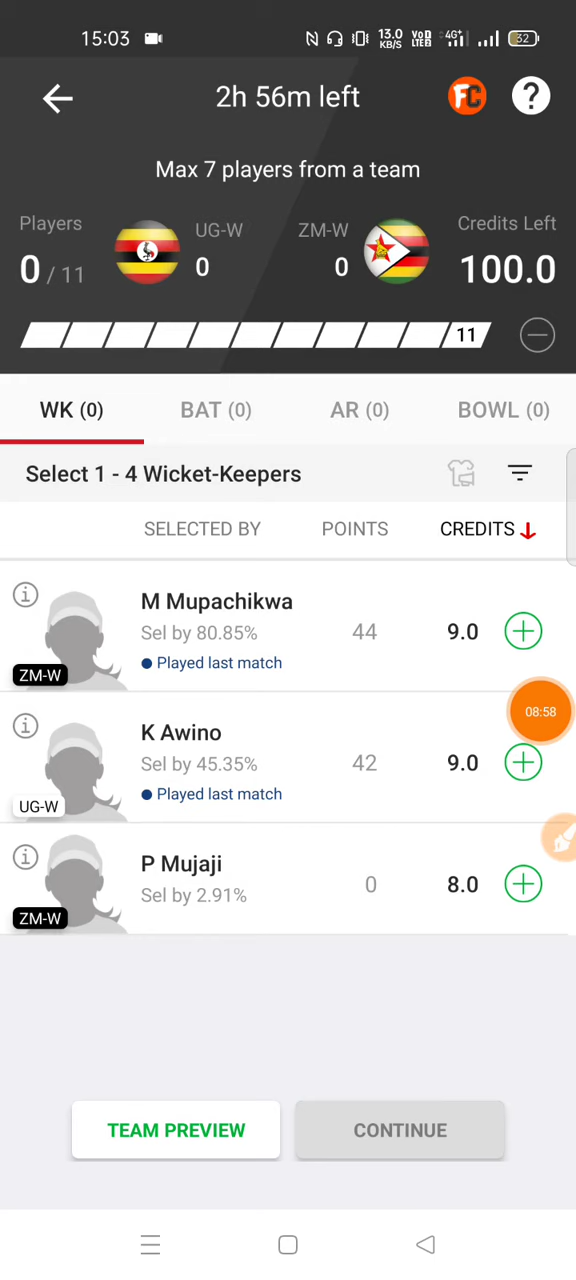 15:03 13.0 KB/S VoD LTE2 4G+ 32
2h 56m left FC ?
Max 7 players from a team
Players UG-W ZM-W Credits Left
0 / 11 0 0 100.0
11
WK (0) BAT (0) AR (0) BOWL (0)
Select 1 - 4 Wicket-Keepers
SELECTED BY POINTS CREDITS
M Mupachikwa
Sel by 80.85% 44 9.0
Played last match
ZM-W
08:58
K Awino
Sel by 45.35% 42 9.0
Played last match
UG-W
P Mujaji
Sel by 2.91% 0 8.0
ZM-W
TEAM PREVIEW CONTINUE